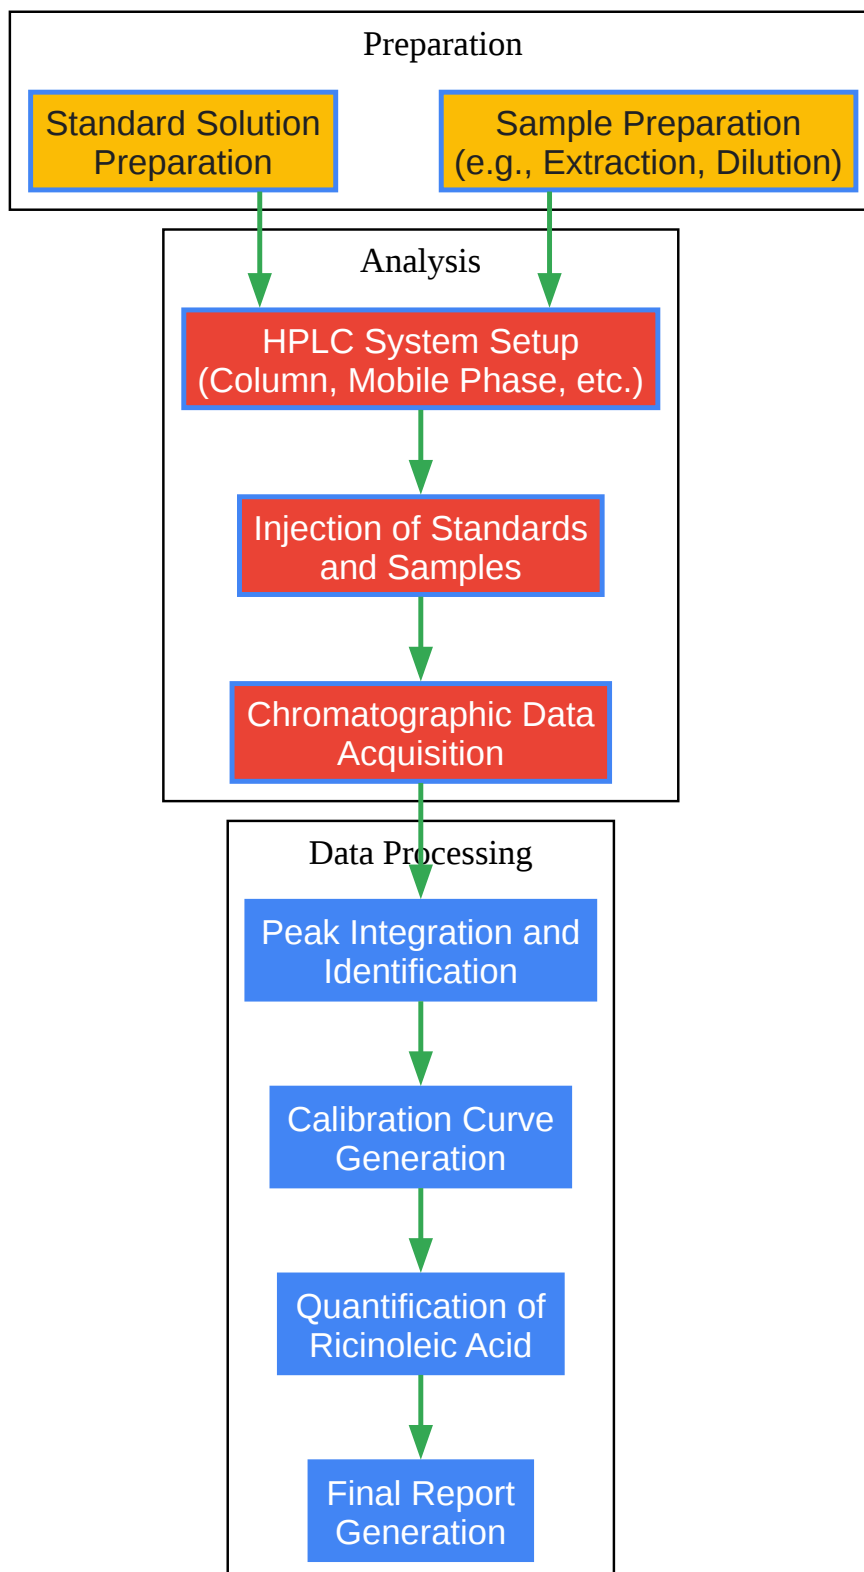 Preparation
Standard Solution
Preparation
Sample Preparation
(e.g., Extraction, Dilution)
Analysis
HPLC System Setup
(Column, Mobile Phase, etc.)
Injection of Standards
and Samples
Chromatographic Data
Acquisition
Data Processing
Peak Integration and
Identification
Calibration Curve
Generation
Quantification of
Ricinoleic Acid
Final Report
Generation